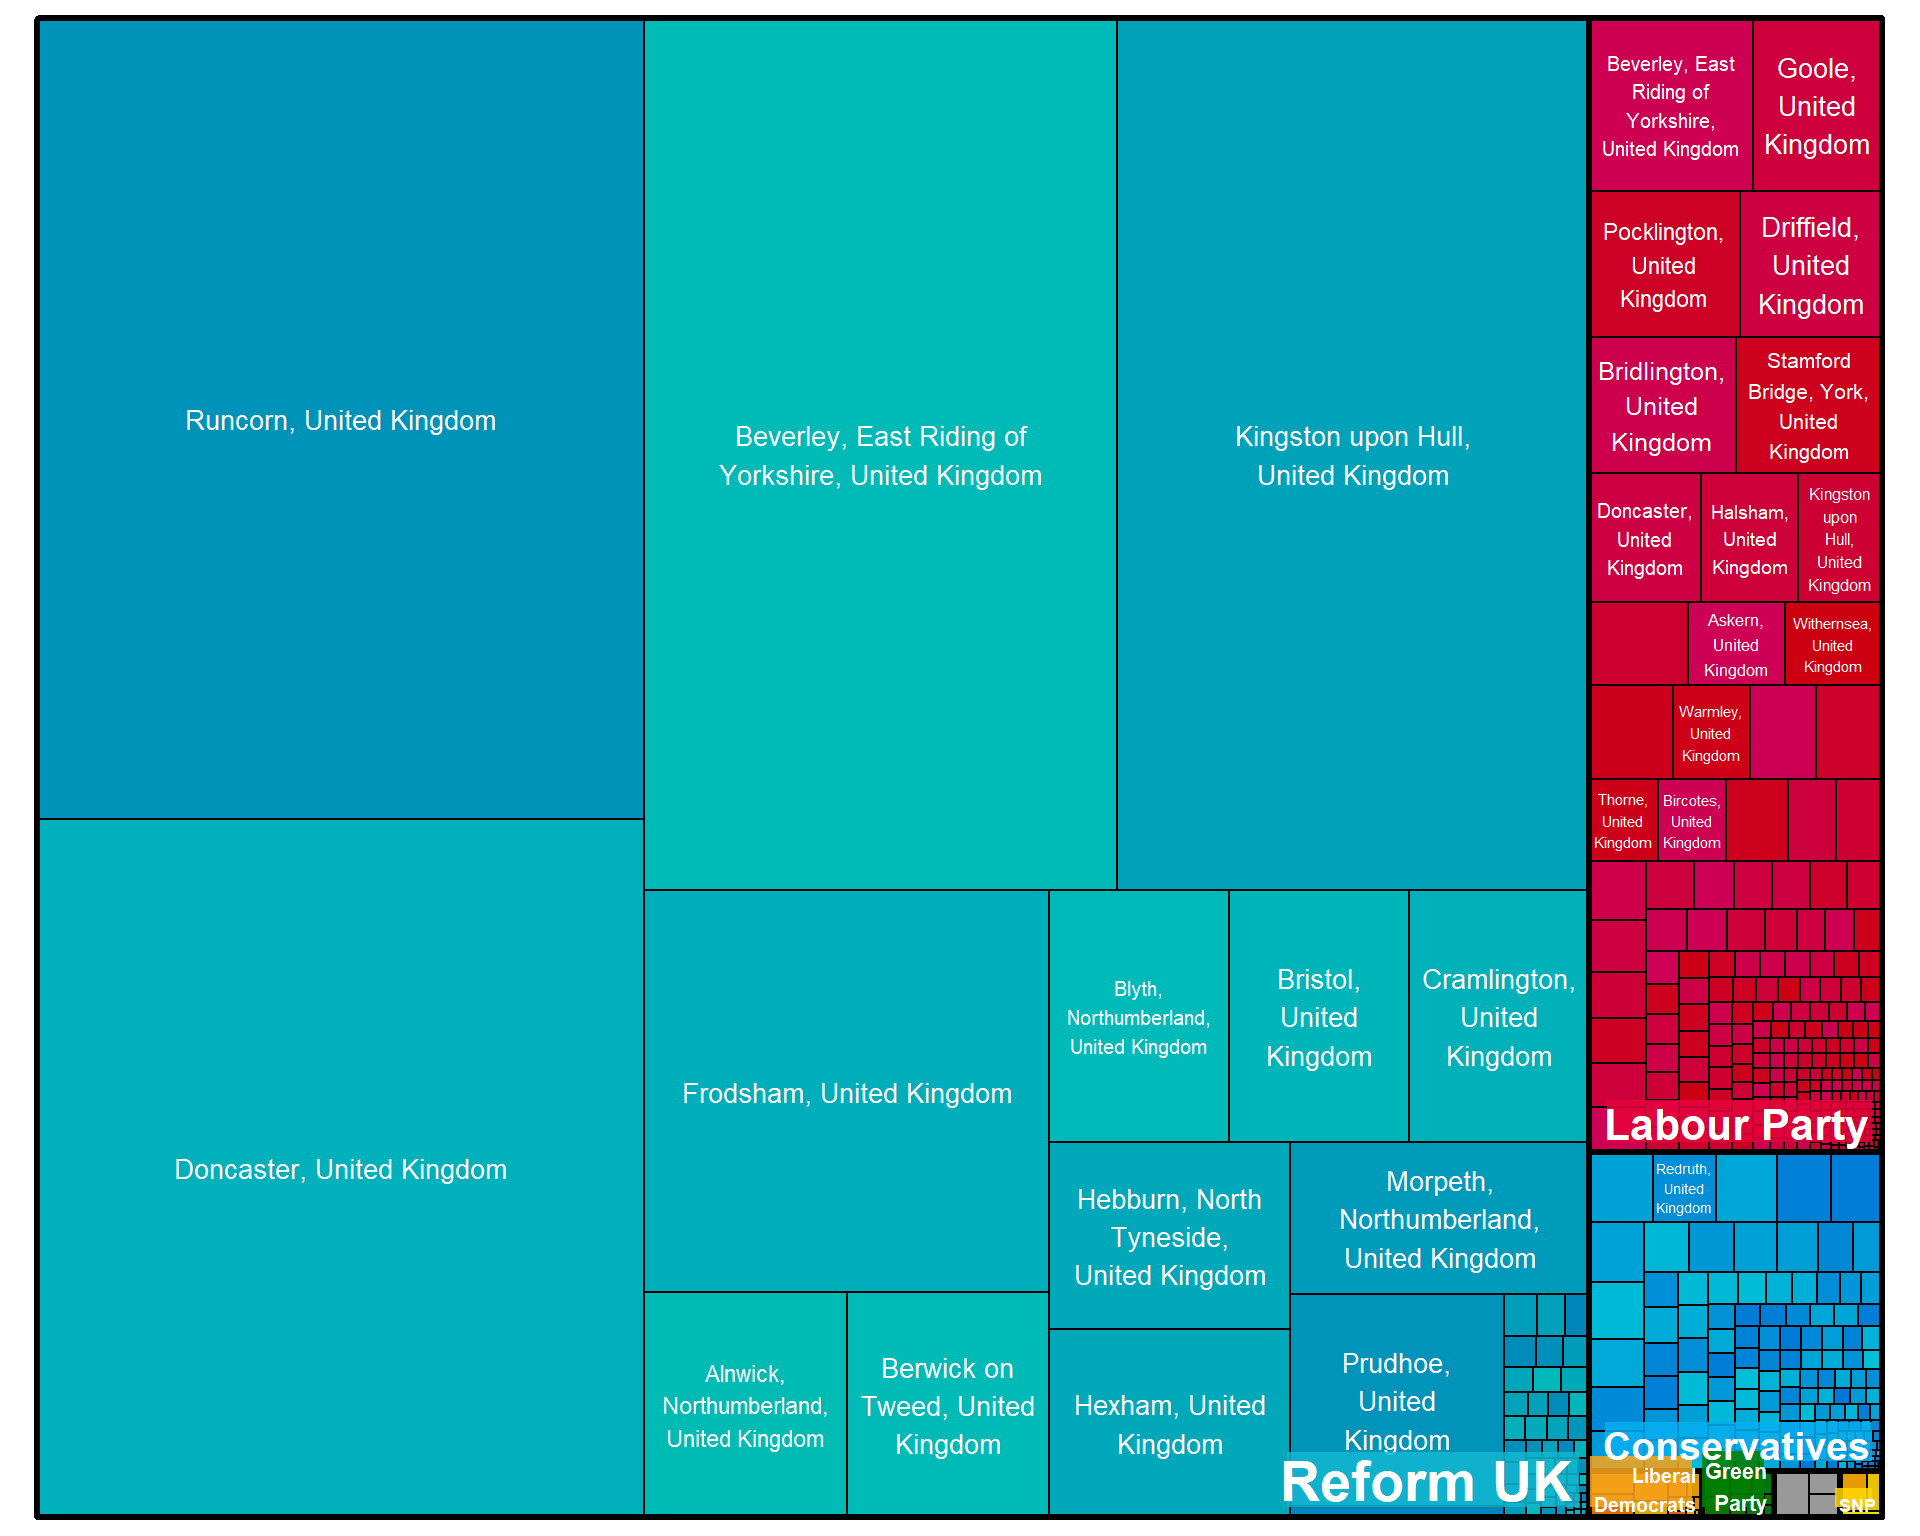 Runcorn, United Kingdom
Doncaster, United Kingdom
Beverley, East Riding of
Yorkshire, United Kingdom
Kingston upon Hull,
United Kingdom
Frodsham, United Kingdom
Alnwick,
Northumberland,
United Kingdom
Berwick on
Tweed, United
Kingdom
Blyth,
Northumberland,
United Kingdom
Bristol,
United
Kingdom
Cramlington,
United
Kingdom
Hebburn, North
Tyneside,
United Kingdom
Hexham, United
Kingdom
Morpeth,
Northumberland,
United Kingdom
Prudhoe,
United
Kingdom
Reform UK
Beverley, East
Riding of
Yorkshire,
United Kingdom
Goole,
United
Kingdom
Pocklington,
United
Kingdom
Driffield,
United
Kingdom
Bridlington,
United
Kingdom
Stamford
Bridge, York,
United
Kingdom
Doncaster,
United
Kingdom
Halsham,
United
Kingdom
Kingston
upon
Hull,
United
Kingdom
Askern,
United
Kingdom
Withernsea,
United
Kingdom
Warmley,
United
Kingdom
Thorne,
United
Kingdom
Bircotes,
United
Kingdom
Labour Party
Redruth,
United
Kingdom
Conservatives
Liberal
Democrats
Green
Party
SNP